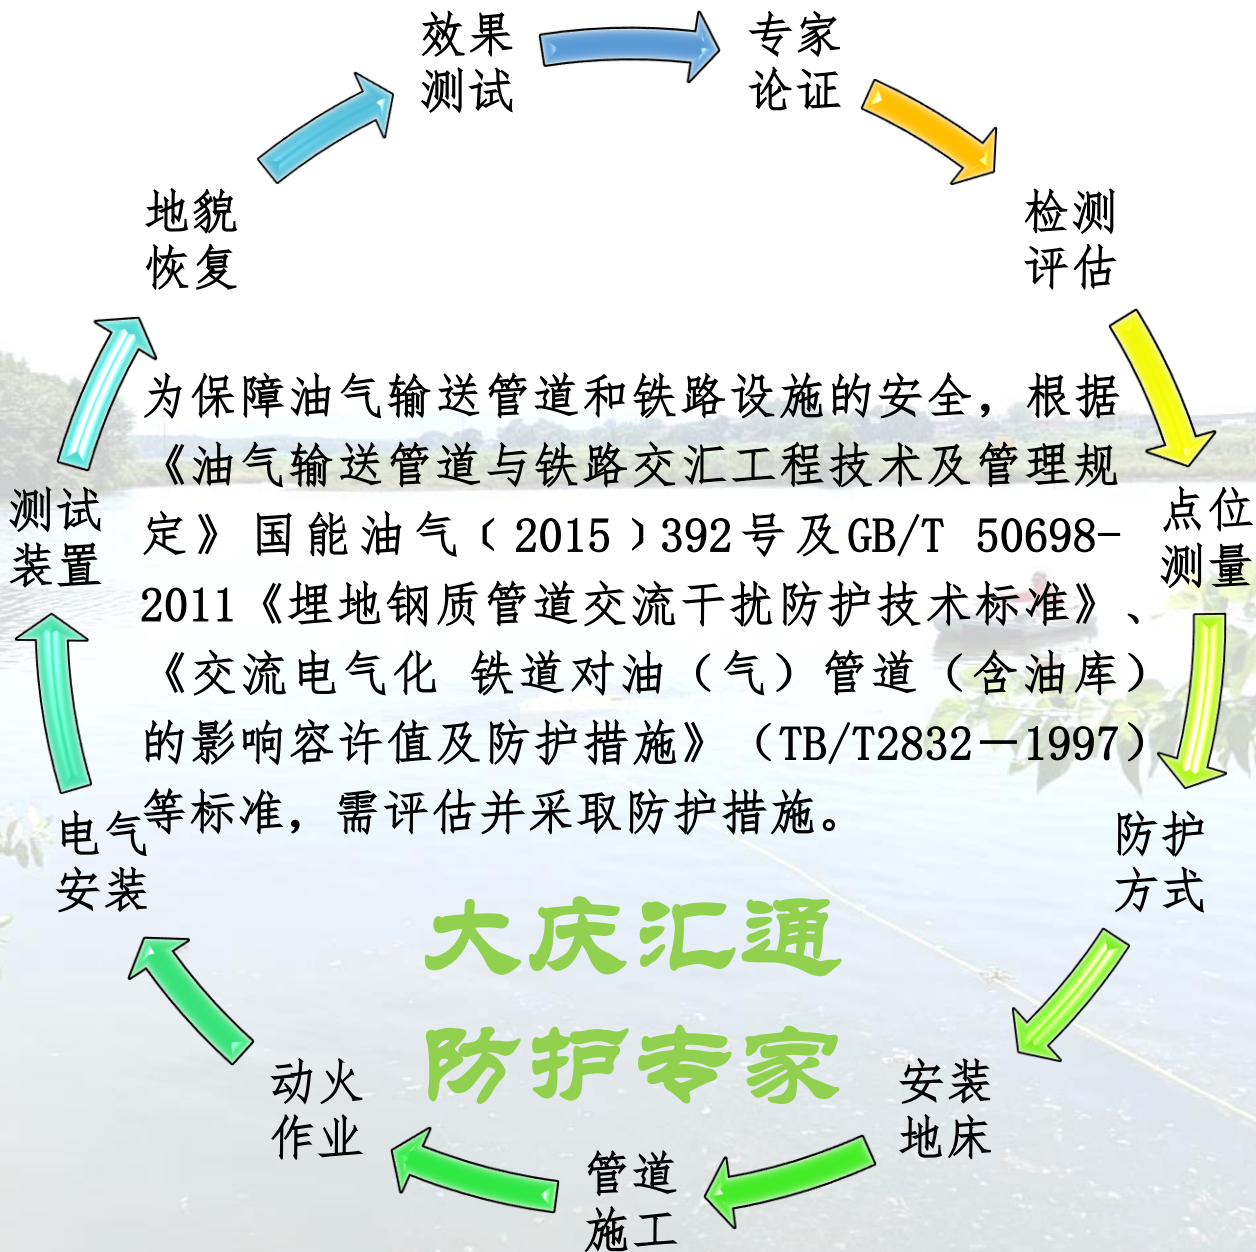 效果
测试
专家
论证
检测
评估
点位
测量
防护
方式
安装
地床
管道
施工
动火
作业
电气
安装
测试
装置
地貌
恢复
为保障油气输送管道和铁路设施的安全，根据
《油气输送管道与铁路交汇工程技术及管理规
定》国能油气﹝2015﹞392号及GB/T 50698-
2011《埋地钢质管道交流干扰防护技术标准》、
《交流电气化 铁道对油（气）管道（含油库）
的影响容许值及防护措施》（TB/T2832－1997）
等标准，需评估并采取防护措施。
大庆汇通
防护专家